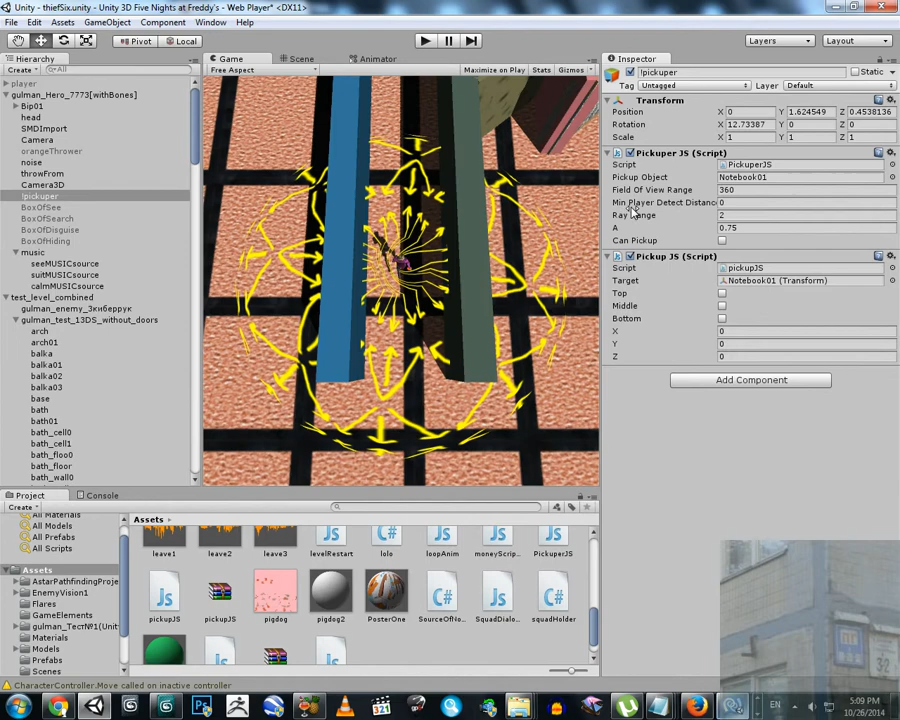 Unity - thiefSix.unity - Unity 3D Five Nights at Freddy's - Web Player* <DX11>
File Edit Assets GameObject Component Window Help
Pivot Local Layers Layout
Hierarchy
Create All
player
gulman_Hero_7773[withBones]
Bip01
head
SMDImport
Camera
orangeThrower
noise
throwFrom
Camera3D
!pickuper
BoxOfSee
BoxOfSearch
BoxOfDisguise
BoxOfHiding
music
seeMUSICsource
suitMUSICsource
calmMUSICsource
test_level_combined
gulman_enemy_3киберрук
gulman_test_13DS_without_doors
arch
arch01
balka
balka01
balka02
balka03
base
bath
bath01
bath_cell0
bath_cell1
bath_floo0
bath_floor
bath_wall0
Game Scene Animator
Free Aspect Maximize on Play Stats Gizmos
Inspector
!pickuper Static
Tag Untagged Layer Default
Transform
Position X 0 Y 1.624549 Z 0.4538136
Rotation X 12.73387 Y 0 Z 0
Scale X 1 Y 1 Z 1
Pickuper JS (Script)
Script PickuperJS
Pickup Object Notebook01
Field Of View Range 360
Min Player Detect Distanc 0
Ray Range 2
A 0.75
Can Pickup
Pickup JS (Script)
Script pickupJS
Target Notebook01 (Transform)
Top
Middle
Bottom
X 0
Y 0
Z 0
Add Component
Project Console
Create
All Materials
All Models
All Prefabs
All Scripts
Assets
AstarPathfindingProje
EnemyVision1
Flares
GameElements
gulman_Тест№1(Unit
Materials
Models
Prefabs
Scenes
Assets
leave1 leave2 leave3 levelRestart lolo loopAnim moneyScrip... PickuperJS
pickupJS pickupJS pigdog pigdog2 PosterOne SourceOfNo... SquadDialo... squadHolder
CharacterController.Move called on inactive controller
32
EN
5:09 PM
10/26/2014